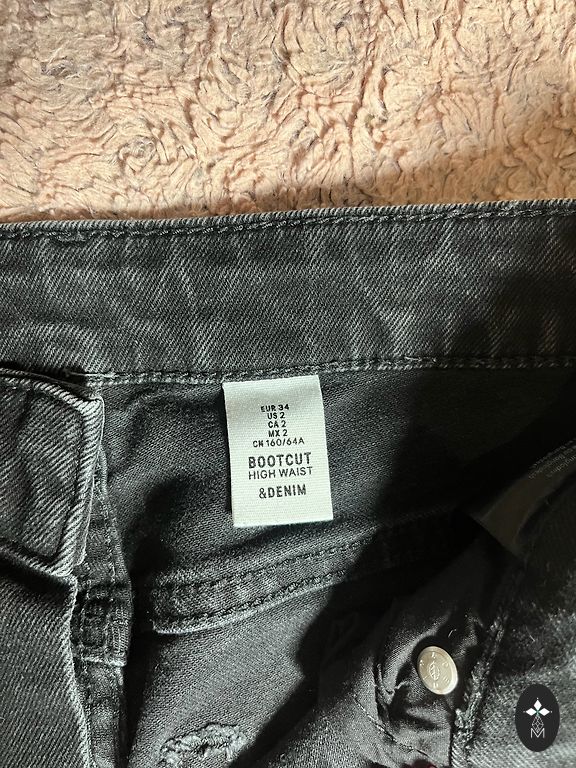 EUR 34
US 2
CA 2
MX 2
CN 160/64A
BOOTCUT
HIGH WAIST
&DENIM
M